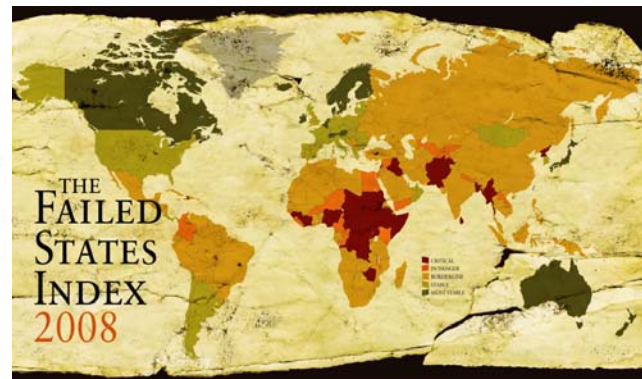 THE
FAILED
STATES
INDEX
2008
CRITICAL
IN DANGER
BORDERLINE
STABLE
MOST STABLE